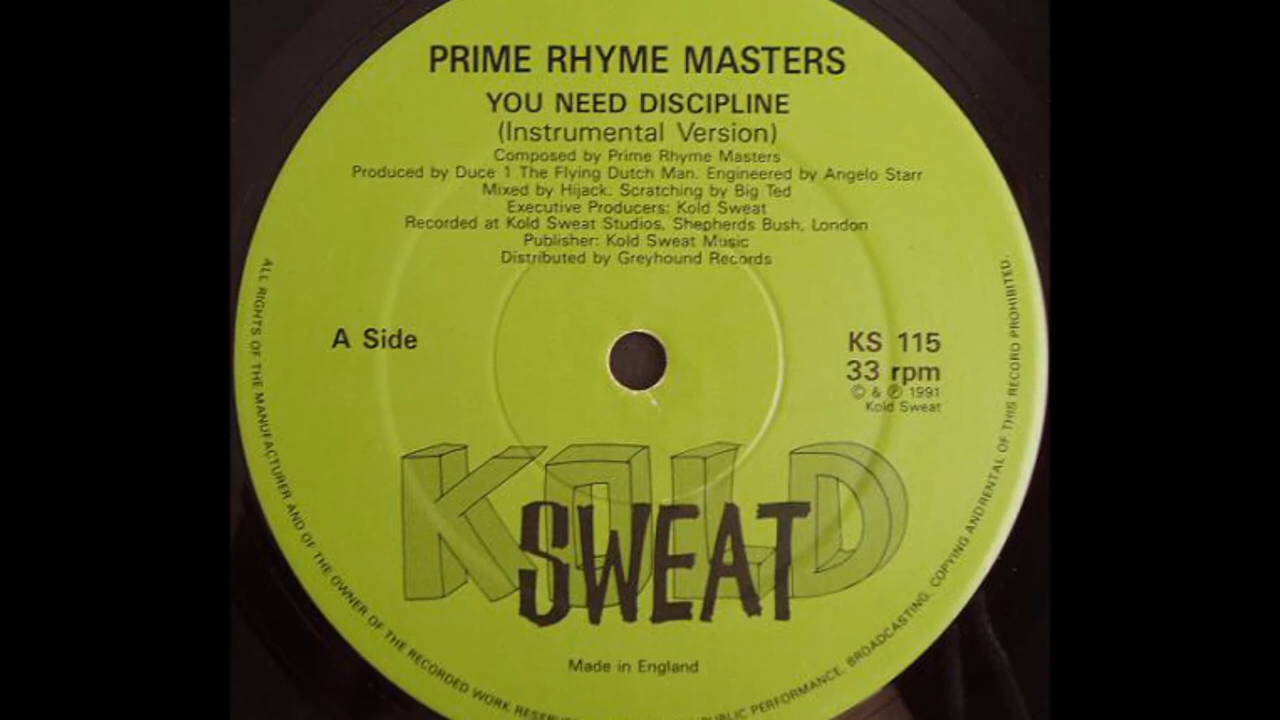 PRIME RHYME MASTERS
YOU NEED DISCIPLINE
(Instrumental Version)
Composed by Prime Rhyme Masters
Produced by Duce 1 The Flying Dutch Man. Engineered by Angelo Starr
Mixed by Hijack. Scratching by Big Ted
Executive Producers: Kold Sweat
Recorded at Kold Sweat Studios, Shepherds Bush, London
Publisher: Kold Sweat Music
Distributed by Greyhound Records
A Side
KS 115
33 rpm
© & ℗ 1991
Kold Sweat
KOLD
SWEAT
Made in England
ALL RIGHTS OF THE MANUFACTURER AND OF THE OWNER OF THE RECORDED WORK PUBLIC PERFORMANCE, BROADCASTING, COPYING ANDRENTAL OF THIS RECORD PROHIBITED.